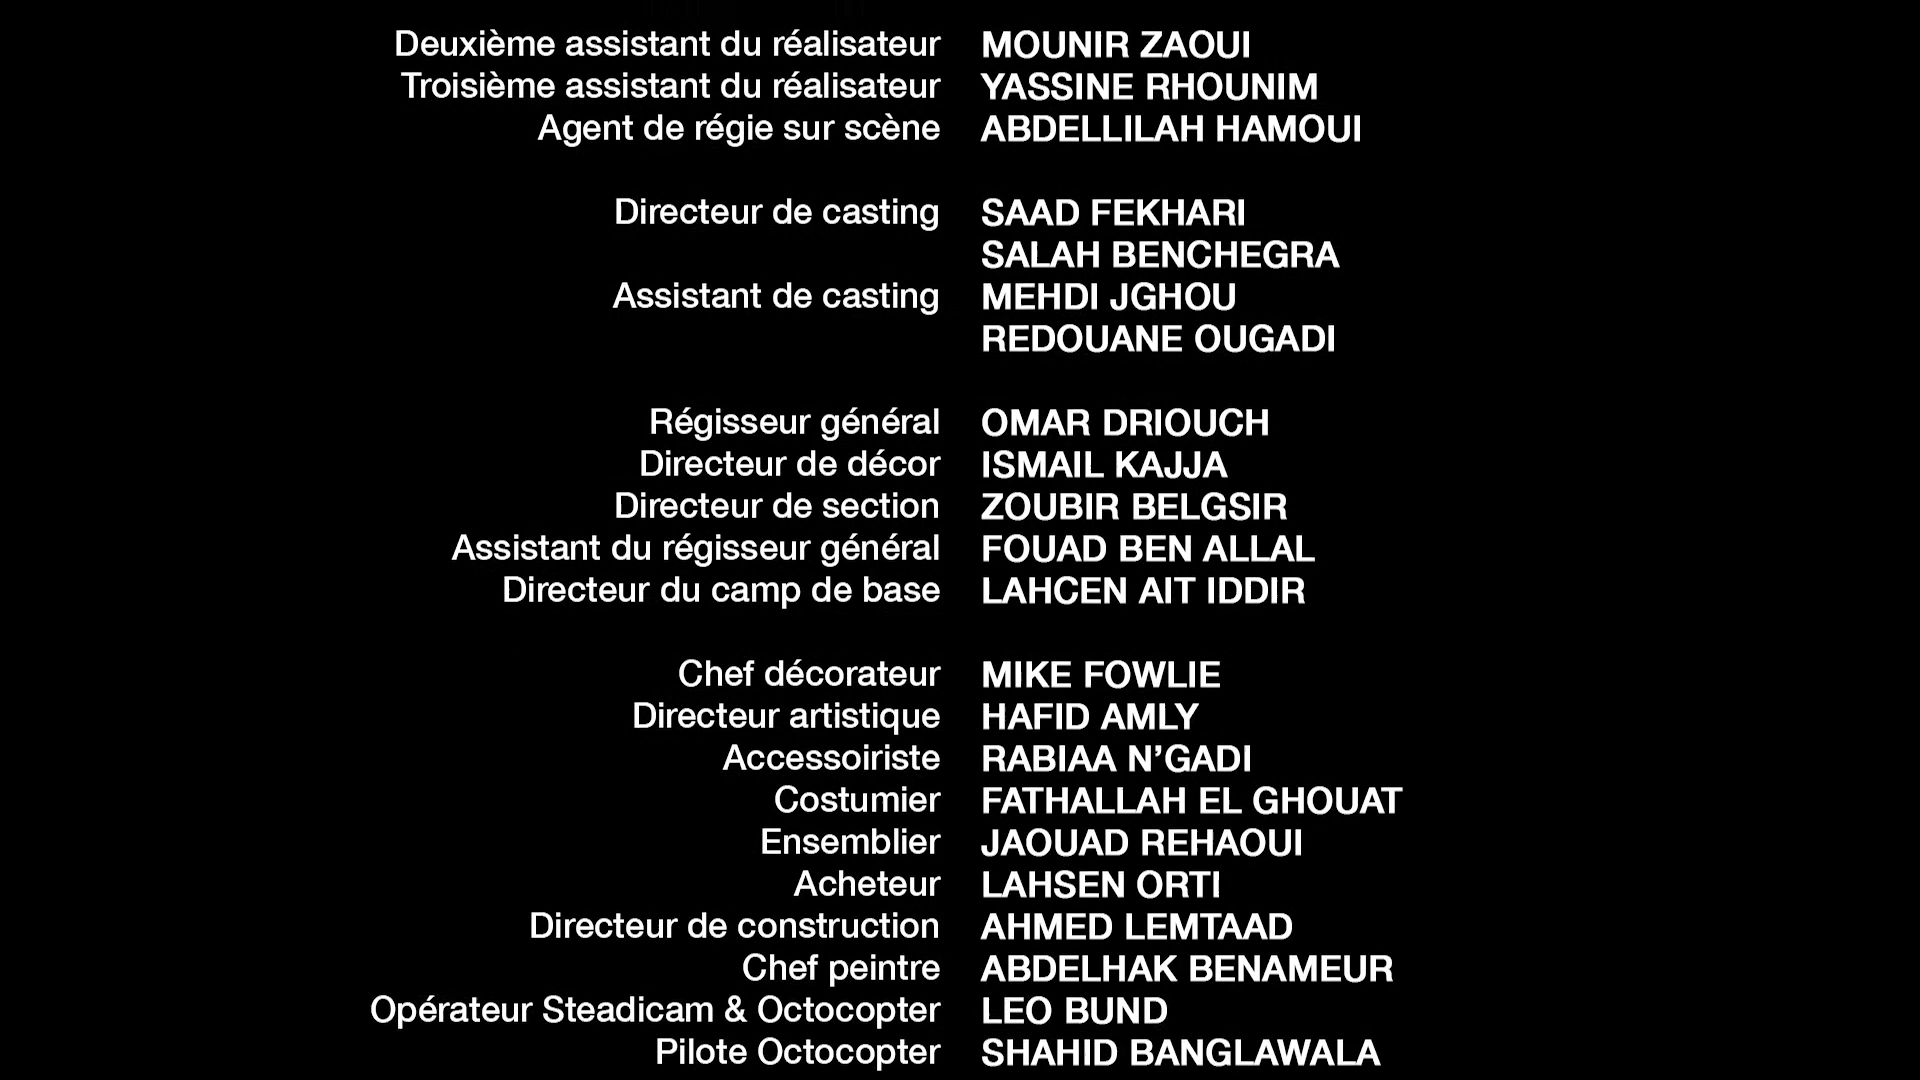 Deuxième assistant du réalisateur MOUNIR ZAOUI
Troisième assistant du réalisateur YASSINE RHOUNIM
Agent de régie sur scène ABDELLILAH HAMOUI
Directeur de casting SAAD FEKHARI
SALAH BENCHEGRA
Assistant de casting MEHDI JGHOU
REDOUANE OUGADI
Régisseur général OMAR DRIOUCH
Directeur de décor ISMAIL KAJJA
Directeur de section ZOUBIR BELGSIR
Assistant du régisseur général FOUAD BEN ALLAL
Directeur du camp de base LAHCEN AIT IDDIR
Chef décorateur MIKE FOWLIE
Directeur artistique HAFID AMLY
Accessoiriste RABIAA N’GADI
Costumier FATHALLAH EL GHOUAT
Ensemblier JAOUAD REHAOUI
Acheteur LAHSEN ORTI
Directeur de construction AHMED LEMTAAD
Chef peintre ABDELHAK BENAMEUR
Opérateur Steadicam & Octocopter LEO BUND
Pilote Octocopter SHAHID BANGLAWALA